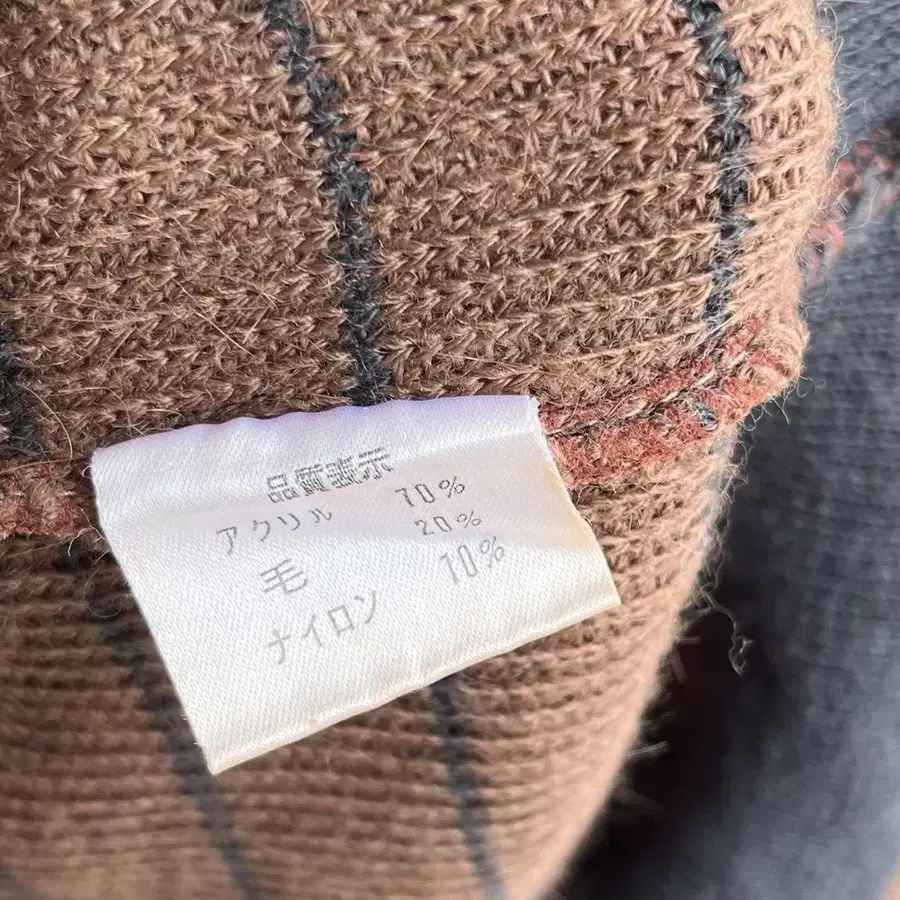 品質表示
アクリル 70%
毛 20%
ナイロン 10%